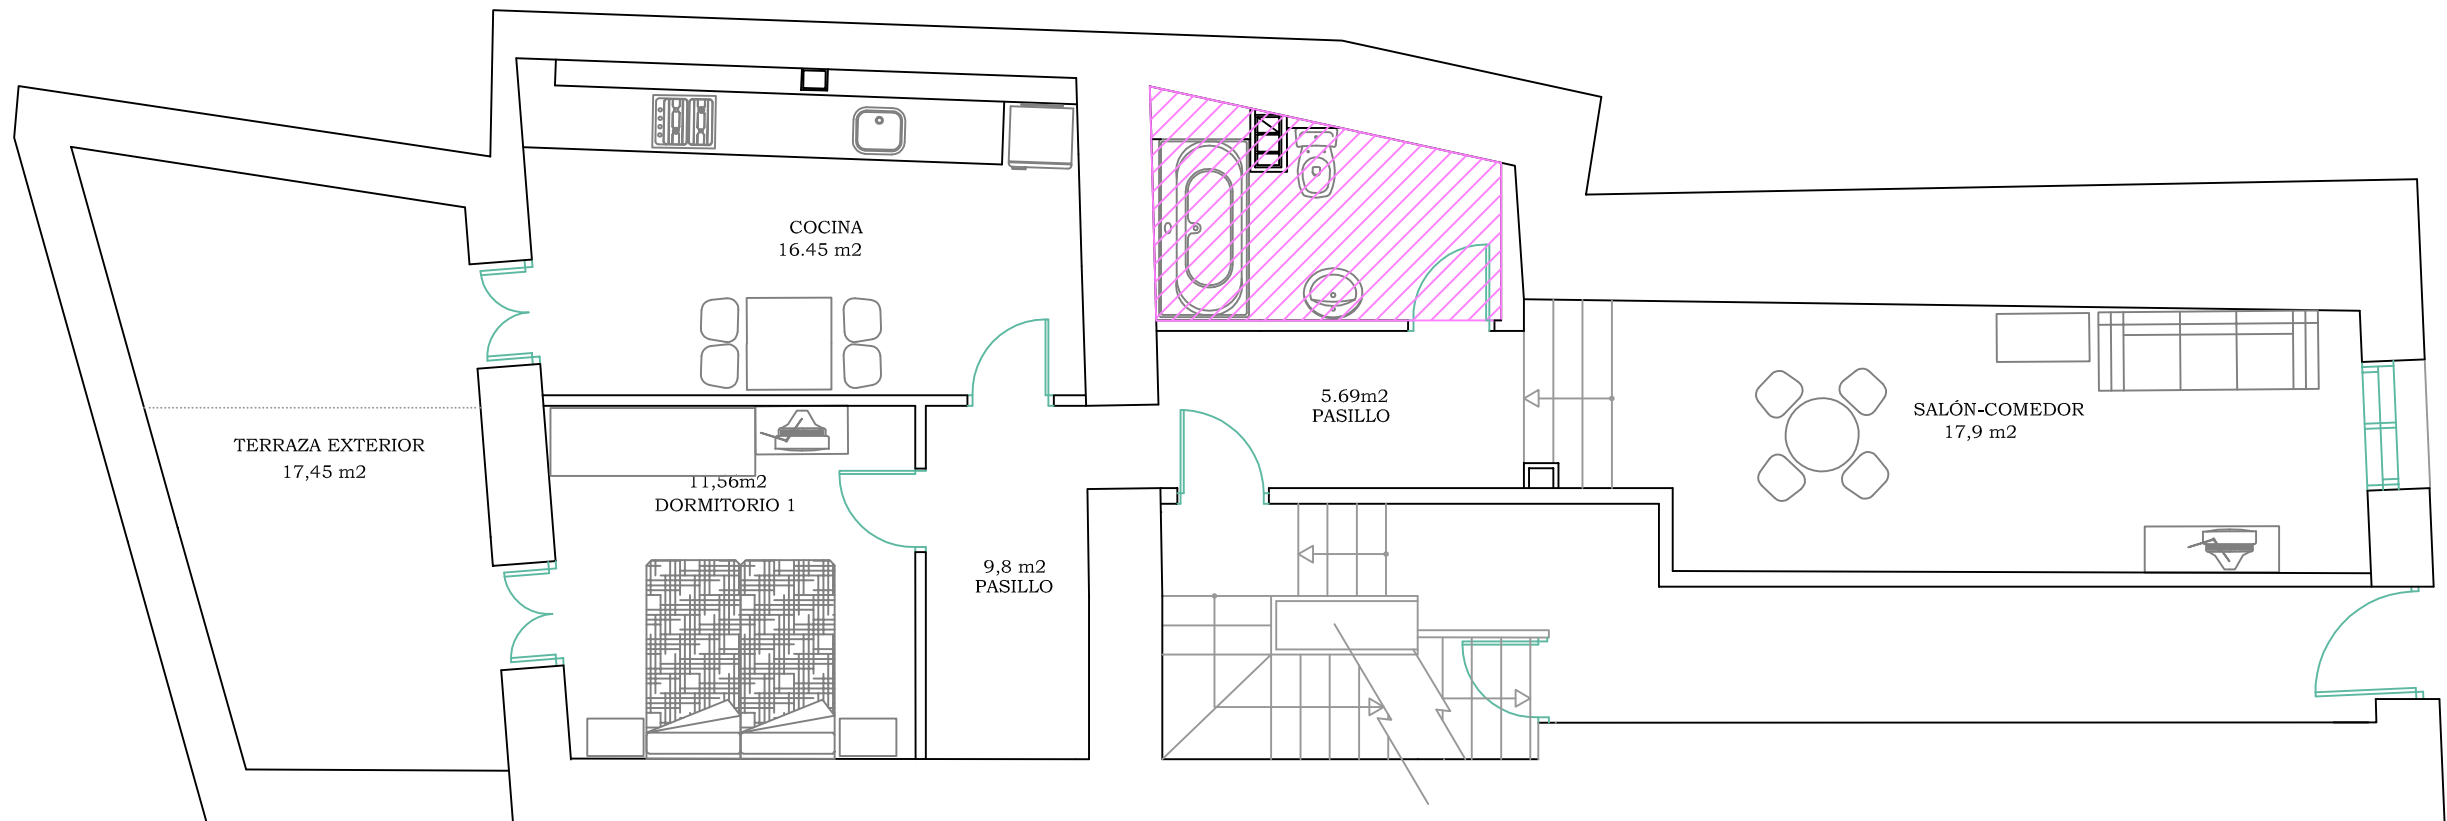 COCINA
16.45 m2
5.69m2
PASILLO
SALÓN-COMEDOR
17,9 m2
TERRAZA EXTERIOR
17,45 m2
11,56m2
DORMITORIO 1
9,8 m2
PASILLO